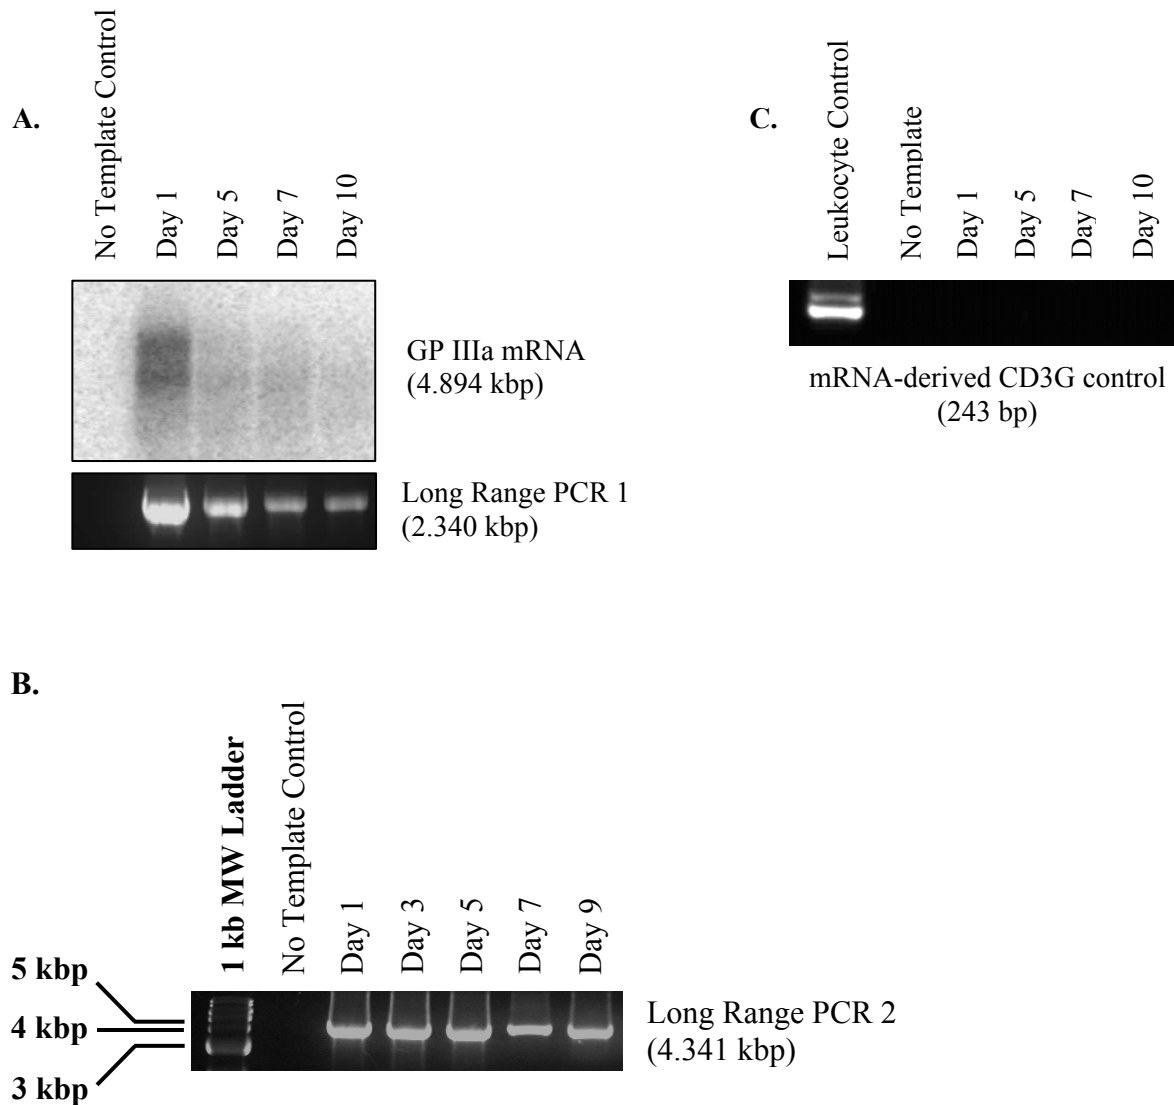 A.
No Template Control
Day 1
Day 5
Day 7
Day 10
GP IIIa mRNA
(4.894 kbp)
Long Range PCR 1
(2.340 kbp)
C.
Leukocyte Control
No Template
Day 1
Day 5
Day 7
Day 10
mRNA-derived CD3G control
(243 bp)
B.
1 kb MW Ladder
No Template Control
Day 1
Day 3
Day 5
Day 7
Day 9
5 kbp
4 kbp
3 kbp
Long Range PCR 2
(4.341 kbp)